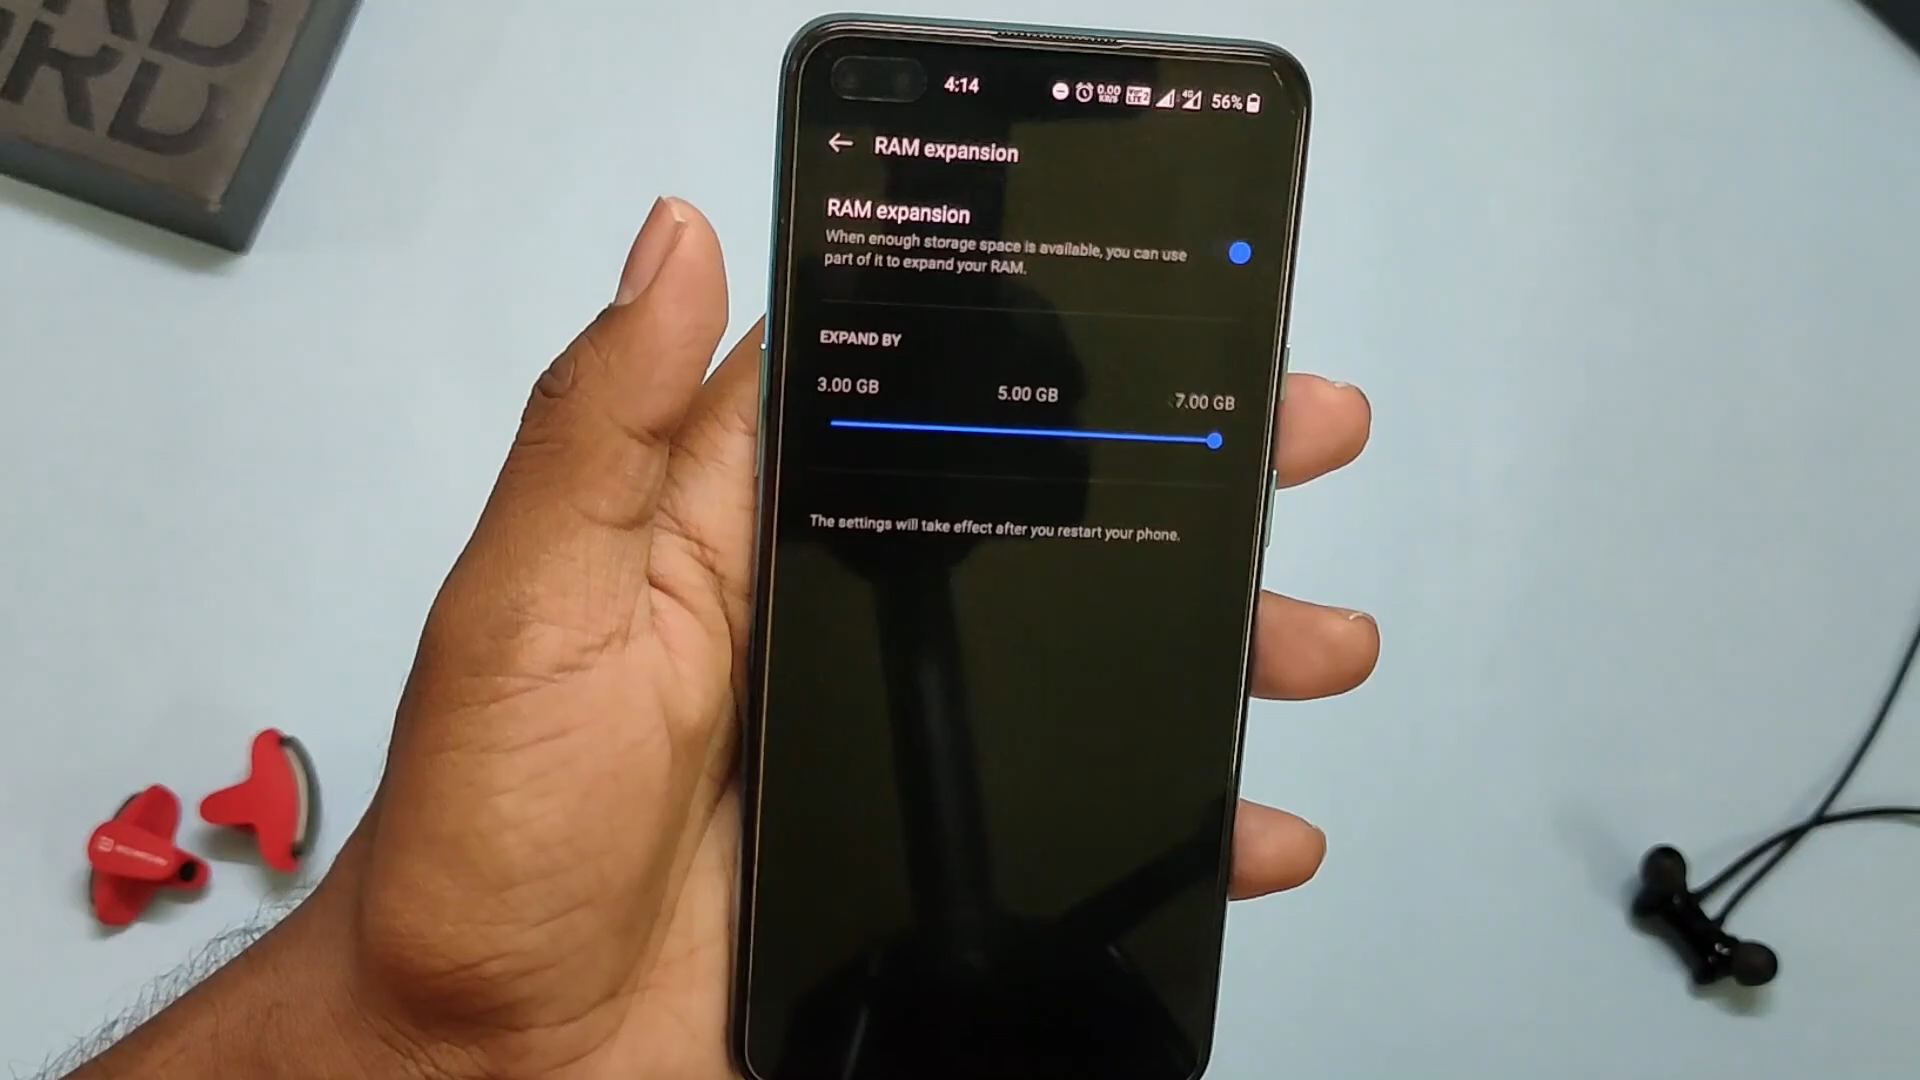 4:14
0.00
KB/S
56%
RAM expansion
RAM expansion
When enough storage space is available, you can use
part of it to expand your RAM.
EXPAND BY
3.00 GB
5.00 GB
7.00 GB
The settings will take effect after you restart your phone.